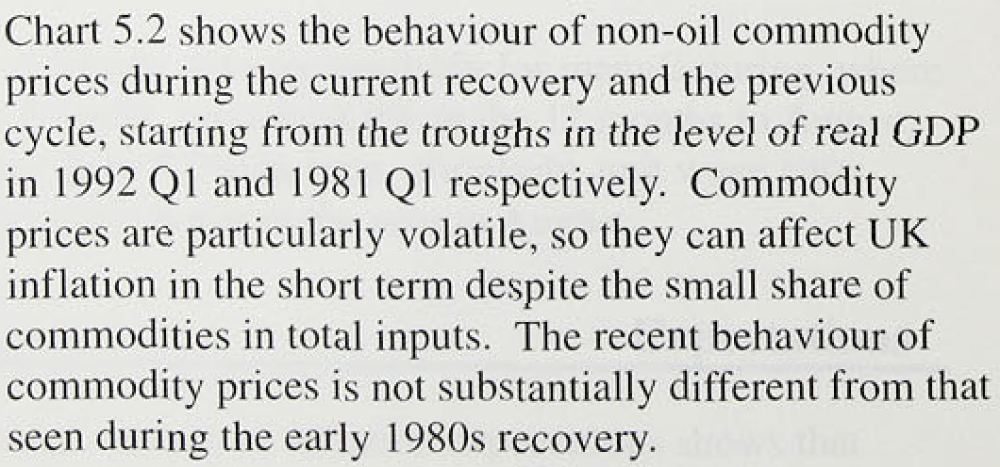 Chart 5.2 shows the behaviour of non-oil commodity
prices during the current recovery and the previous
cycle, starting from the troughs in the level of real GDP
in 1992 Q1 and 1981 Q1 respectively. Commodity
prices are particularly volatile, so they can affect UK
inflation in the short term despite the small share of
commodities in total inputs. The recent behaviour of
commodity prices is not substantially different from that
seen during the early 1980s recovery.